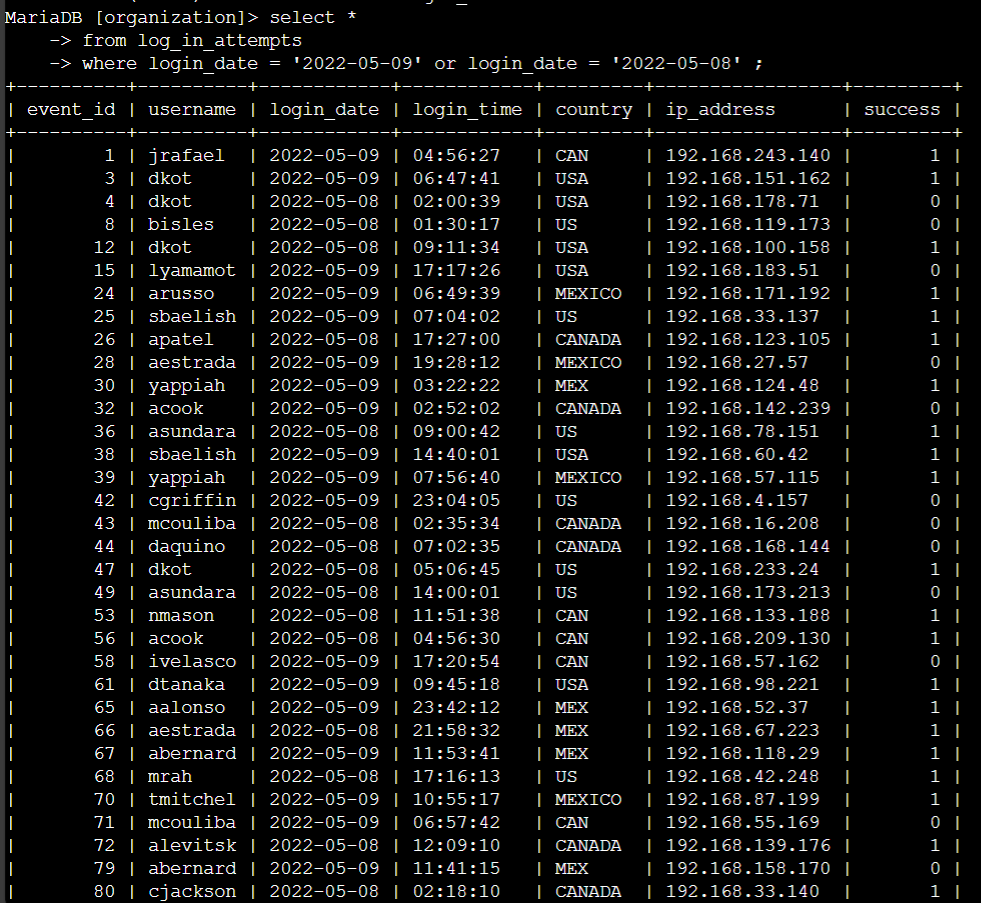 MariaDB [organization]> select *
    -> from log_in_attempts
    -> where login_date = '2022-05-09' or login_date = '2022-05-08' ;
+----------+----------+------------+------------+---------+-----------------+---------+
| event_id | username | login_date | login_time | country | ip_address      | success |
+----------+----------+------------+------------+---------+-----------------+---------+
|        1 | jrafael  | 2022-05-09 | 04:56:27   | CAN     | 192.168.243.140 |       1 |
|        3 | dkot     | 2022-05-09 | 06:47:41   | USA     | 192.168.151.162 |       1 |
|        4 | dkot     | 2022-05-08 | 02:00:39   | USA     | 192.168.178.71  |       0 |
|        8 | bisles   | 2022-05-08 | 01:30:17   | US      | 192.168.119.173 |       0 |
|       12 | dkot     | 2022-05-08 | 09:11:34   | USA     | 192.168.100.158 |       1 |
|       15 | lyamamot | 2022-05-09 | 17:17:26   | USA     | 192.168.183.51  |       0 |
|       24 | arusso   | 2022-05-09 | 06:49:39   | MEXICO  | 192.168.171.192 |       1 |
|       25 | sbaelish | 2022-05-09 | 07:04:02   | US      | 192.168.33.137  |       1 |
|       26 | apatel   | 2022-05-08 | 17:27:00   | CANADA  | 192.168.123.105 |       1 |
|       28 | aestrada | 2022-05-09 | 19:28:12   | MEXICO  | 192.168.27.57   |       0 |
|       30 | yappiah  | 2022-05-09 | 03:22:22   | MEX     | 192.168.124.48  |       1 |
|       32 | acook    | 2022-05-09 | 02:52:02   | CANADA  | 192.168.142.239 |       0 |
|       36 | asundara | 2022-05-08 | 09:00:42   | US      | 192.168.78.151  |       1 |
|       38 | sbaelish | 2022-05-09 | 14:40:01   | USA     | 192.168.60.42   |       1 |
|       39 | yappiah  | 2022-05-09 | 07:56:40   | MEXICO  | 192.168.57.115  |       1 |
|       42 | cgriffin | 2022-05-09 | 23:04:05   | US      | 192.168.4.157   |       0 |
|       43 | mcouliba | 2022-05-08 | 02:35:34   | CANADA  | 192.168.16.208  |       0 |
|       44 | daquino  | 2022-05-08 | 07:02:35   | CANADA  | 192.168.168.144 |       0 |
|       47 | dkot     | 2022-05-08 | 05:06:45   | US      | 192.168.233.24  |       1 |
|       49 | asundara | 2022-05-08 | 14:00:01   | US      | 192.168.173.213 |       0 |
|       53 | nmason   | 2022-05-08 | 11:51:38   | CAN     | 192.168.133.188 |       1 |
|       56 | acook    | 2022-05-08 | 04:56:30   | CAN     | 192.168.209.130 |       1 |
|       58 | ivelasco | 2022-05-09 | 17:20:54   | CAN     | 192.168.57.162  |       0 |
|       61 | dtanaka  | 2022-05-09 | 09:45:18   | USA     | 192.168.98.221  |       1 |
|       65 | aalonso  | 2022-05-09 | 23:42:12   | MEX     | 192.168.52.37   |       1 |
|       66 | aestrada | 2022-05-08 | 21:58:32   | MEX     | 192.168.67.223  |       1 |
|       67 | abernard | 2022-05-09 | 11:53:41   | MEX     | 192.168.118.29  |       1 |
|       68 | mrah     | 2022-05-08 | 17:16:13   | US      | 192.168.42.248  |       1 |
|       70 | tmitchel | 2022-05-09 | 10:55:17   | MEXICO  | 192.168.87.199  |       1 |
|       71 | mcouliba | 2022-05-09 | 06:57:42   | CAN     | 192.168.55.169  |       0 |
|       72 | alevitsk | 2022-05-08 | 12:09:10   | CANADA  | 192.168.139.176 |       1 |
|       79 | abernard | 2022-05-09 | 11:41:15   | MEX     | 192.168.158.170 |       0 |
|       80 | cjackson | 2022-05-08 | 02:18:10   | CANADA  | 192.168.33.140  |       1 |